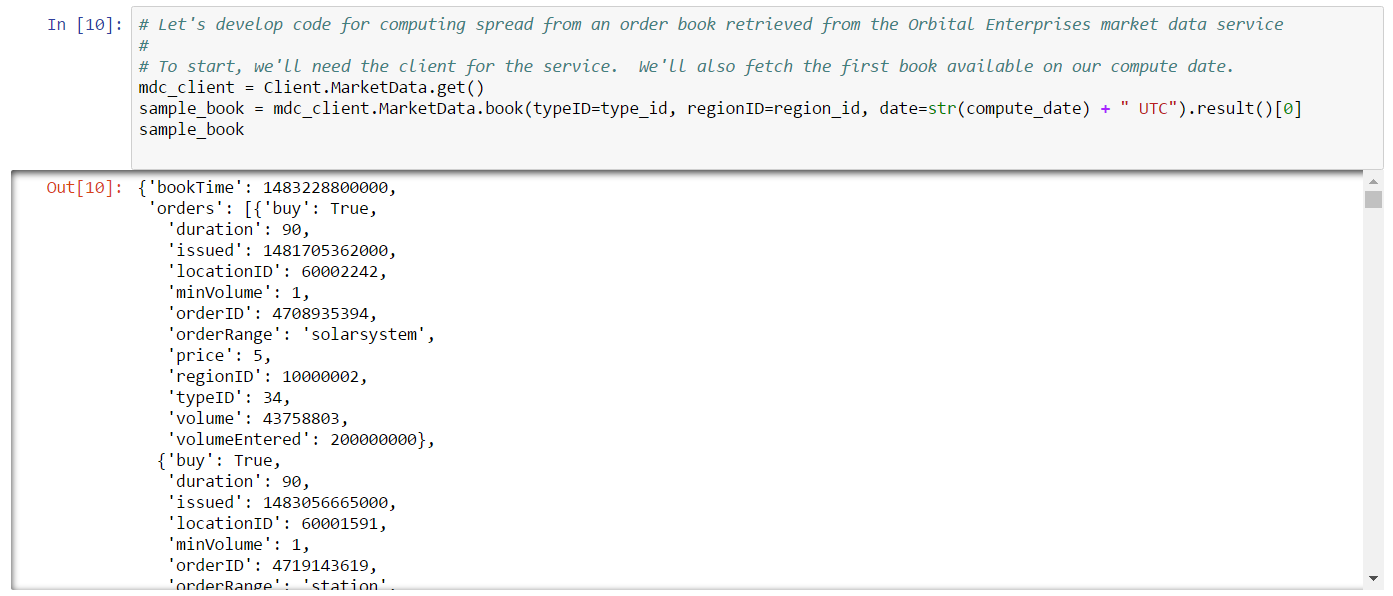 In [10]: # Let's develop code for computing spread from an order book retrieved from the Orbital Enterprises market data service
#
# To start, we'll need the client for the service.  We'll also fetch the first book available on our compute date.
mdc_client = Client.MarketData.get()
sample_book = mdc_client.MarketData.book(typeID=type_id, regionID=region_id, date=str(compute_date) + " UTC").result()[0]
sample_book
Out[10]: {'bookTime': 1483228800000,
'orders': [{'buy': True,
'duration': 90,
'issued': 1481705362000,
'locationID': 60002242,
'minVolume': 1,
'orderID': 4708935394,
'orderRange': 'solarsystem',
'price': 5,
'regionID': 10000002,
'typeID': 34,
'volume': 43758803,
'volumeEntered': 200000000},
{'buy': True,
'duration': 90,
'issued': 1483056665000,
'locationID': 60001591,
'minVolume': 1,
'orderID': 4719143619,
'orderRange': 'station',